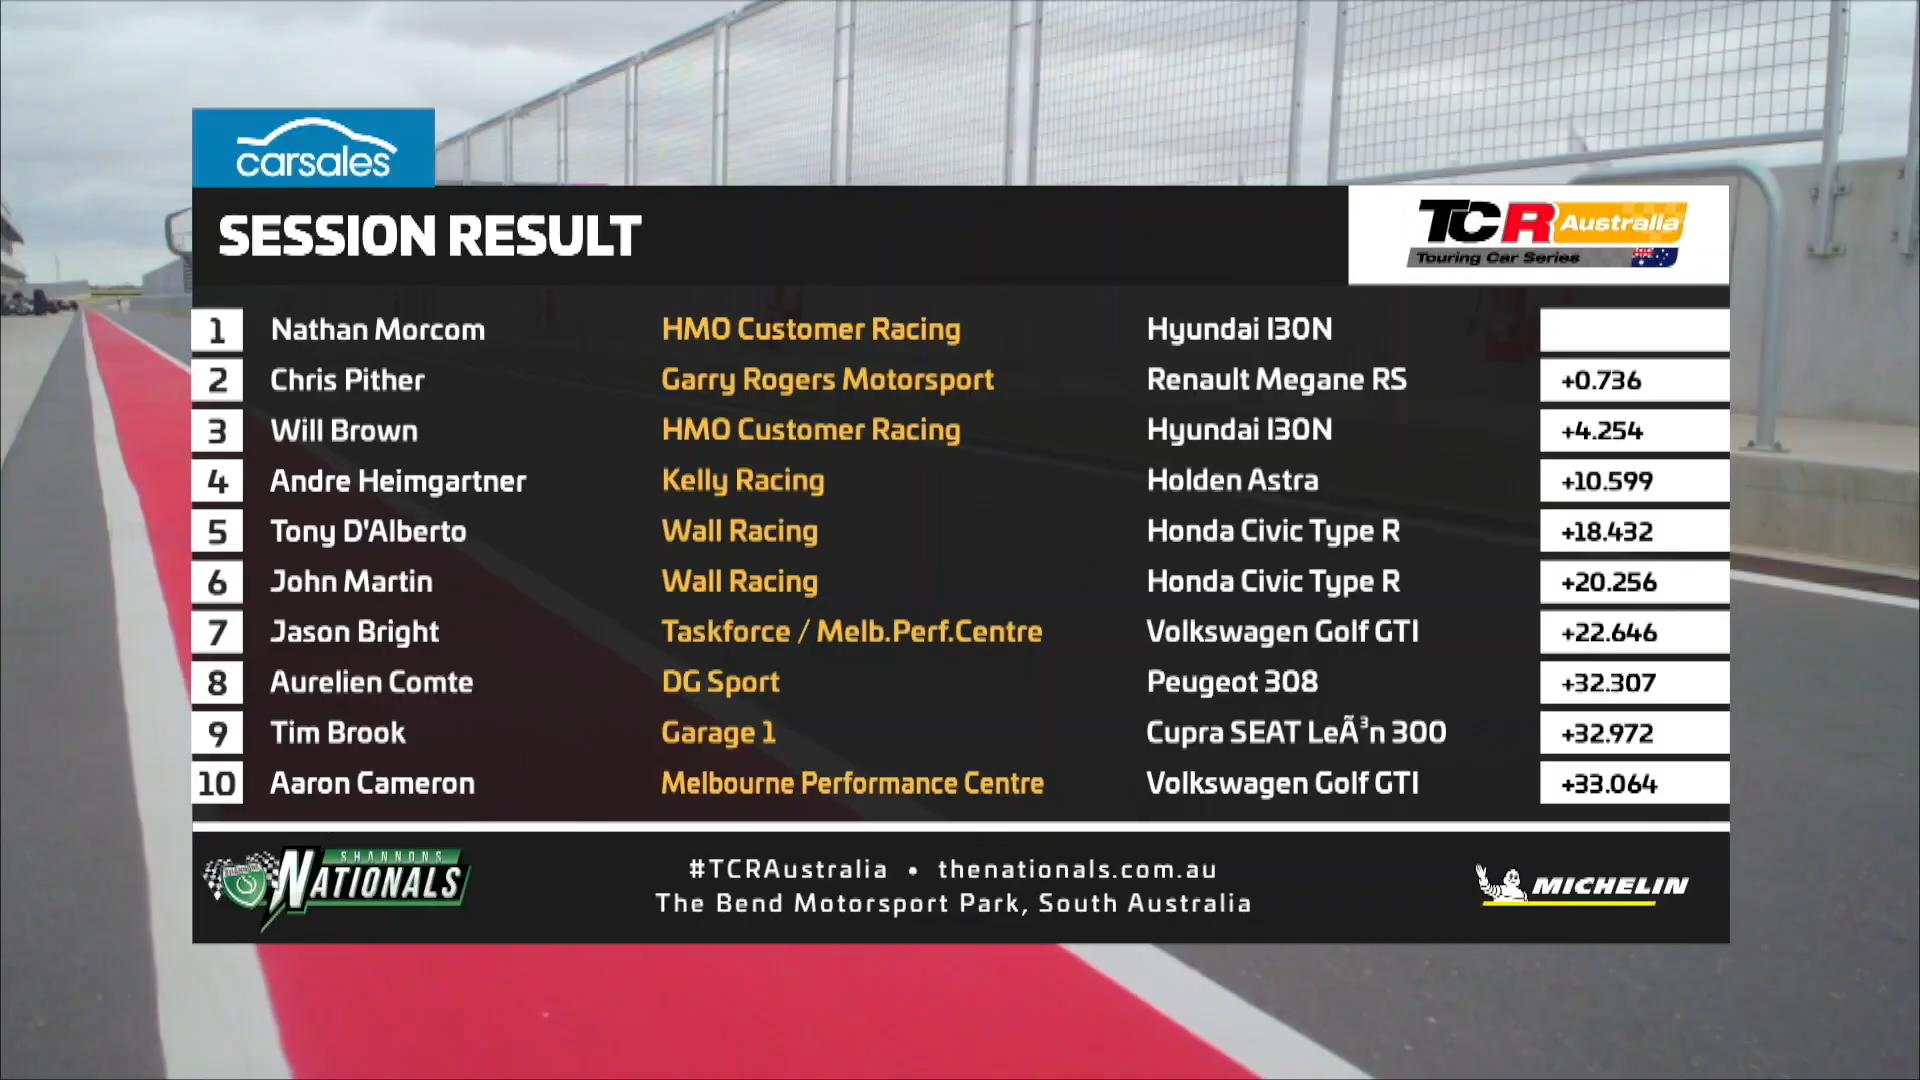 carsales
SESSION RESULT
TCR Australia
Touring Car Series
1 Nathan Morcom HMO Customer Racing Hyundai I30N
2 Chris Pither Garry Rogers Motorsport Renault Megane RS +0.736
3 Will Brown HMO Customer Racing Hyundai I30N +4.254
4 Andre Heimgartner Kelly Racing Holden Astra +10.599
5 Tony D'Alberto Wall Racing Honda Civic Type R +18.432
6 John Martin Wall Racing Honda Civic Type R +20.256
7 Jason Bright Taskforce / Melb.Perf.Centre Volkswagen Golf GTI +22.646
8 Aurelien Comte DG Sport Peugeot 308 +32.307
9 Tim Brook Garage 1 Cupra SEAT LeÃ³n 300 +32.972
10 Aaron Cameron Melbourne Performance Centre Volkswagen Golf GTI +33.064
SHANNONS
NATIONALS
#TCRAustralia • thenationals.com.au
The Bend Motorsport Park, South Australia
MICHELIN